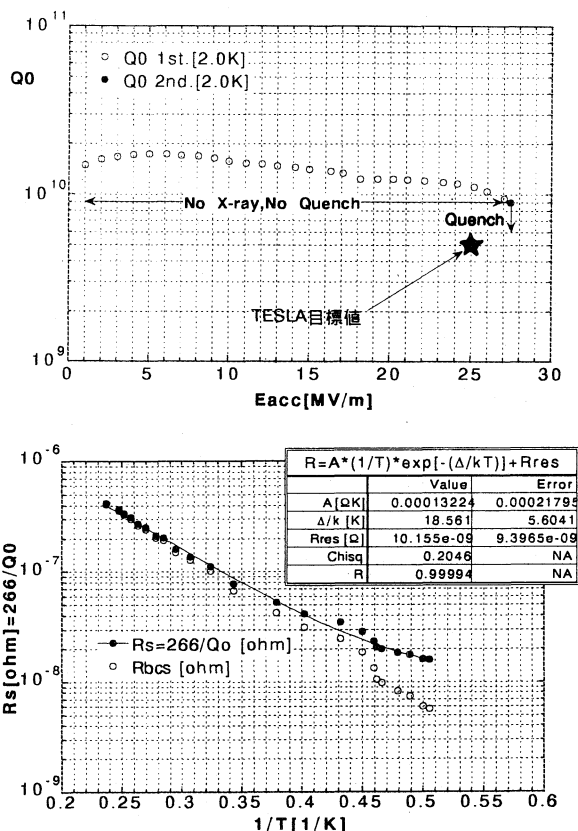 10^11
Q0
Q0 1st.[2.0K]
Q0 2nd.[2.0K]
10^10
No X-ray,No Quench
Quench
TESLA目標値
10^9
0 5 10 15 20 25 30
Eacc[MV/m]
10^-6
R=A*(1/T)*exp[-(Δ/kT)]+Rres
Value Error
A[ΩK] 0.00013224 0.00021795
Δ/k [K] 18.561 5.6041
Rres [Ω] 10.155e-09 9.3965e-09
Chisq 0.2046 NA
R 0.99994 NA
10^-7
Rs[ohm]=266/Q0
Rs=266/Qo [ohm]
Rbcs [ohm]
10^-8
10^-9
0.2 0.25 0.3 0.35 0.4 0.45 0.5 0.55 0.6
1/T[1/K]